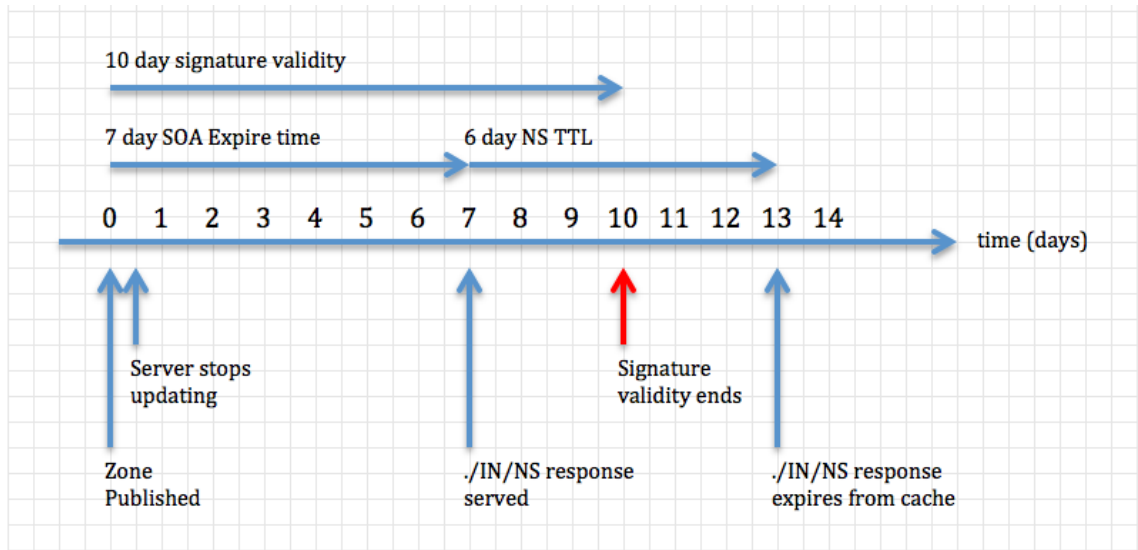 10 day signature validity
7 day SOA Expire time 6 day NS TTL
0 1 2 3 4 5 6 7 8 9 10 11 12 13 14
time (days)
Server stops
updating
Signature
validity ends
Zone
Published
./IN/NS response
served
./IN/NS response
expires from cache